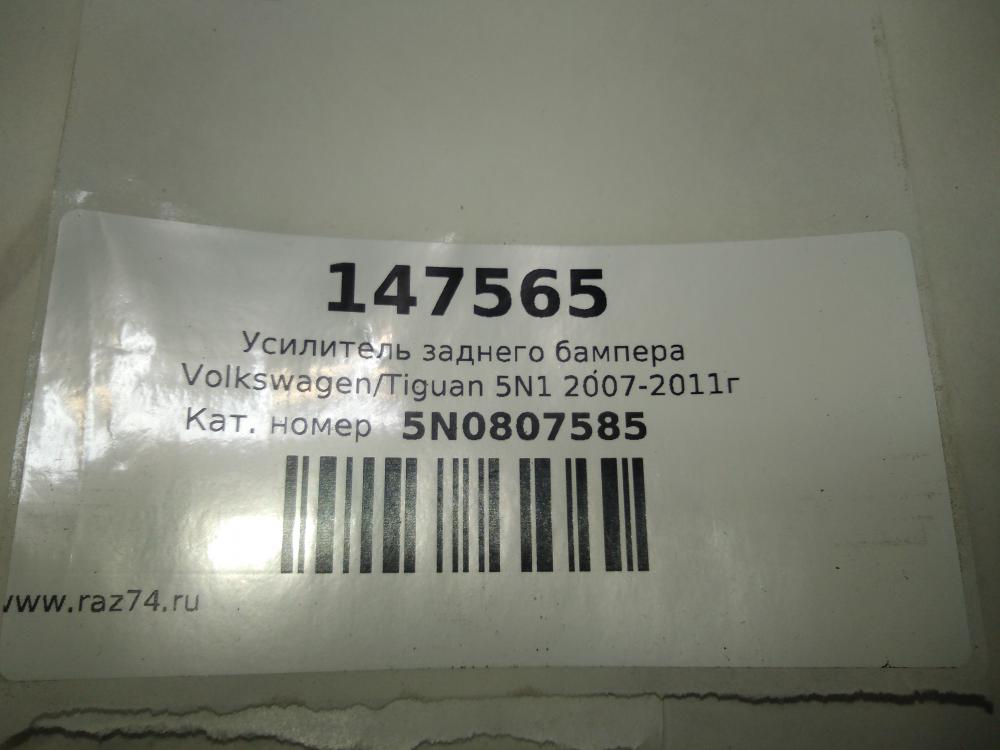 147565
Усилитель заднего бампера
Volkswagen/Tiguan 5N1 2007-2011г
Кат. номер 5N0807585
www.raz74.ru